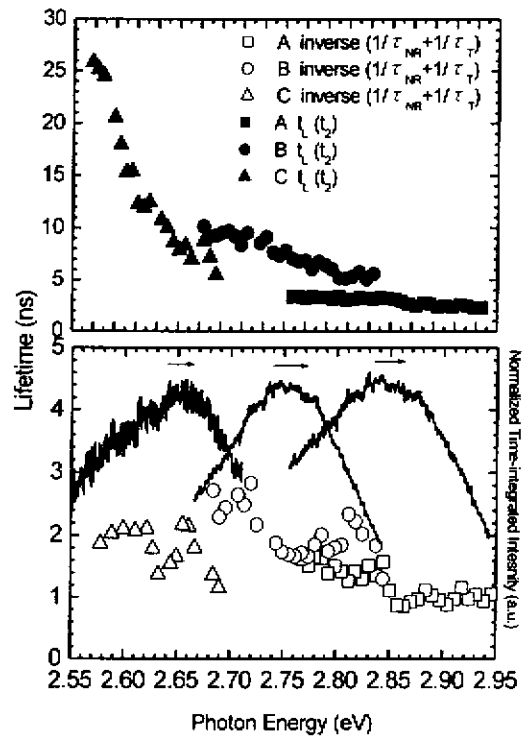 30
25
20
15
10
5
0
□ A inverse (1/τNR+1/τT)
○ B inverse (1/τNR+1/τT)
△ C inverse (1/τNR+1/τT)
■ A tL (t2)
● B tL (t2)
▲ C tL (t2)
Lifetime (ns)
5
4
3
2
1
0
Normalized Time-integrated Intesnity (a.u.)
2.55 2.60 2.65 2.70 2.75 2.80 2.85 2.90 2.95
Photon Energy (eV)